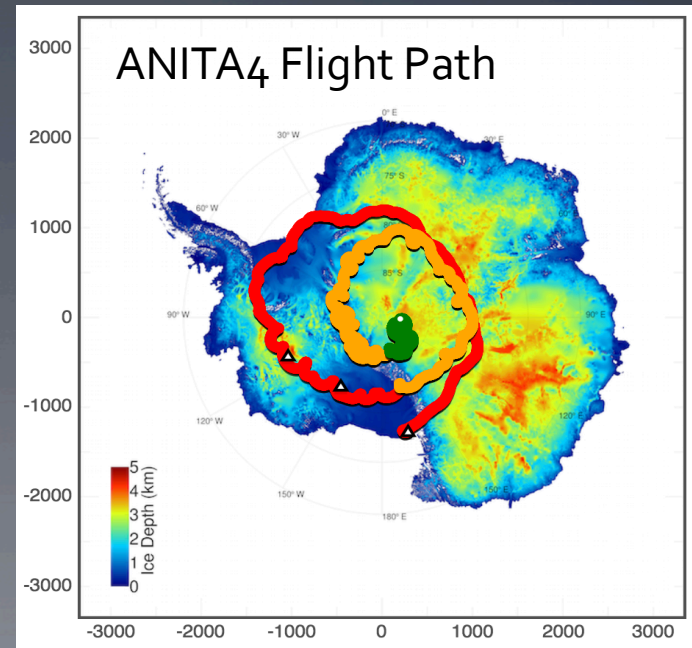 ANITA4 Flight Path
3000
2000
1000
0
-1000
-2000
-3000
0° E
30° W
30° E
75° S
60° W
85° S
90° W
90° E
120° W
120° E
150° W
150° E
180° E
5
4
3
2
1
0
Ice Depth (km)
-3000 -2000 -1000 0 1000 2000 3000